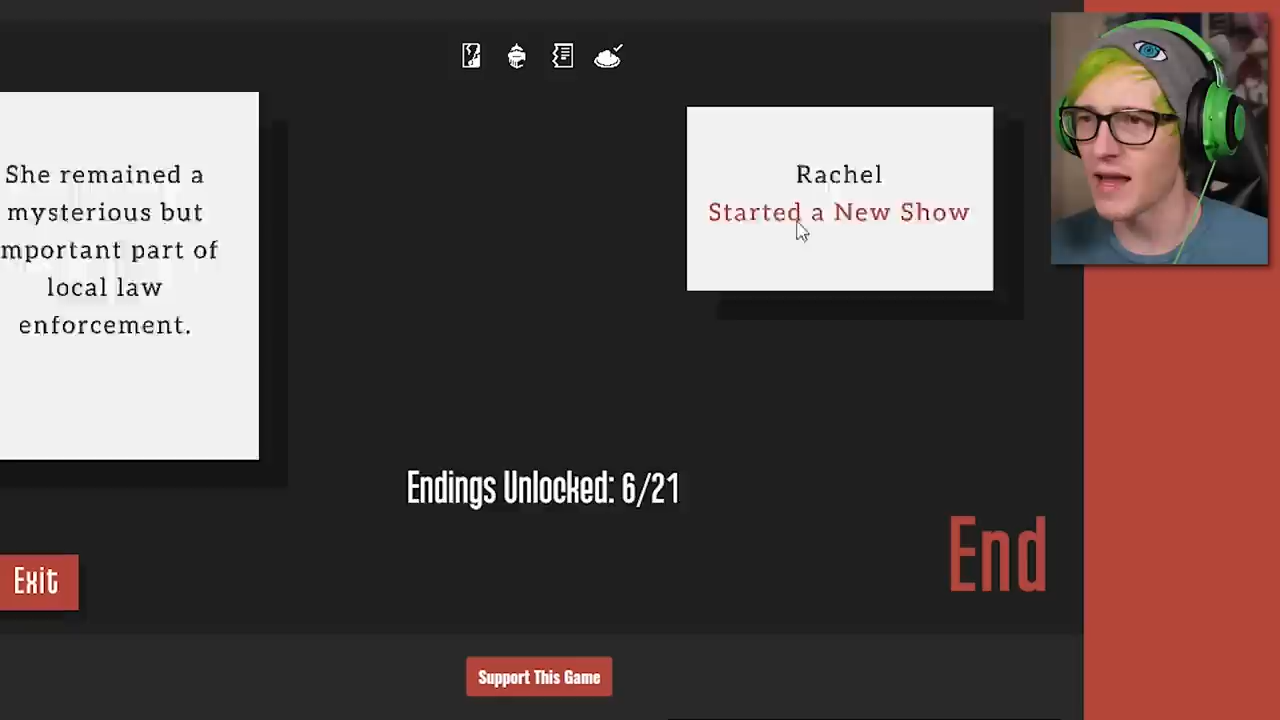 She remained a
mysterious but
mportant part of
local law
enforcement.
Rachel
Started a New Show
Endings Unlocked: 6/21
End
Exit
Support This Game